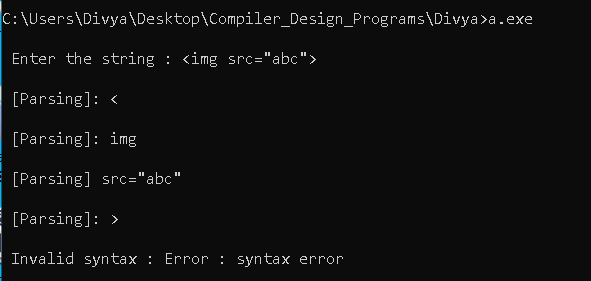 C:\Users\Divya\Desktop\Compiler_Design_Programs\Divya>a.exe
Enter the string : <img src="abc">
[Parsing]: <
[Parsing]: img
[Parsing] src="abc"
[Parsing]: >
Invalid syntax : Error : syntax error